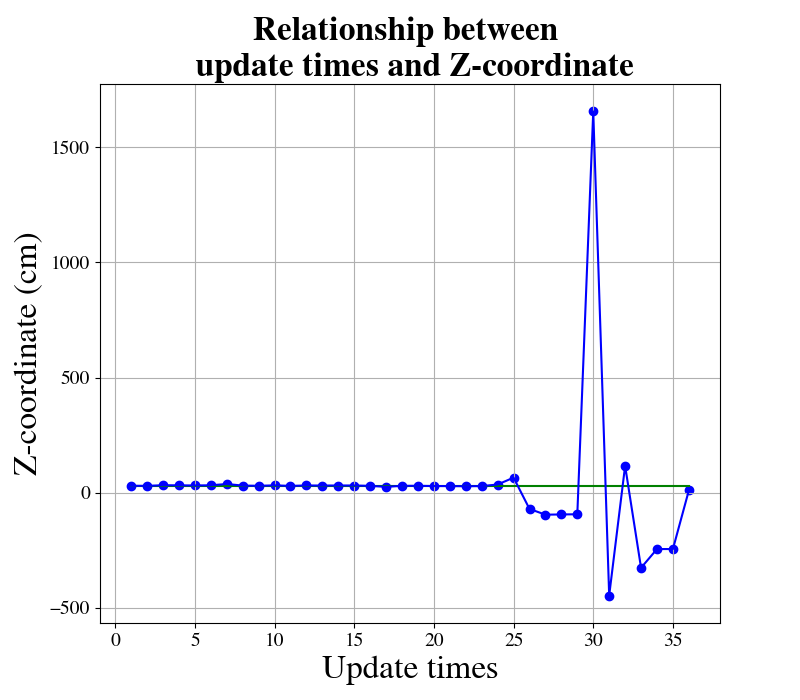 Relationship between
update times and Z-coordinate
Z-coordinate (cm)
1500
1000
500
0
−500
0 5 10 15 20 25 30 35
Update times